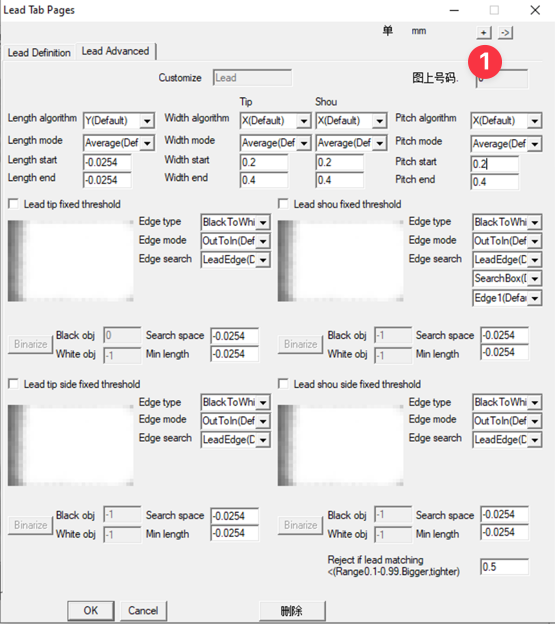 Lead Tab Pages
单 mm + ->
Lead Definition Lead Advanced
1
Customize Lead 图上号码.
Tip Shou
Length algorithm Y(Default) Width algorithm X(Default) X(Default) Pitch algorithm X(Default)
Length mode Average(Def Width mode Average(Def Average(Def Pitch mode Average(Def
Length start -0.0254 Width start 0.2 0.2 Pitch start 0.2
Length end -0.0254 Width end 0.4 0.4 Pitch end 0.4
Lead tip fixed threshold Lead shou fixed threshold
Edge type BlackToWhi Edge type BlackToWhi
Edge mode OutToIn(Def Edge mode OutToIn(Def
Edge search LeadEdge(D Edge search LeadEdge(D
SearchBox(D
Edge1(Defau
Binarize Black obj 0 Search space -0.0254 Binarize Black obj -1 Search space -0.0254
White obj -1 Min length -0.0254 White obj -1 Min length -0.0254
Lead tip side fixed threshold Lead shou side fixed threshold
Edge type BlackToWhi Edge type BlackToWhi
Edge mode OutToIn(Def Edge mode OutToIn(Def
Edge search LeadEdge(D Edge search LeadEdge(D
Binarize Black obj -1 Search space -0.0254 Binarize Black obj -1 Search space -0.0254
White obj -1 Min length -0.0254 White obj -1 Min length -0.0254
Reject if lead matching
<(Range0.1-0.99.Bigger,tighter) 0.5
OK Cancel 刪除